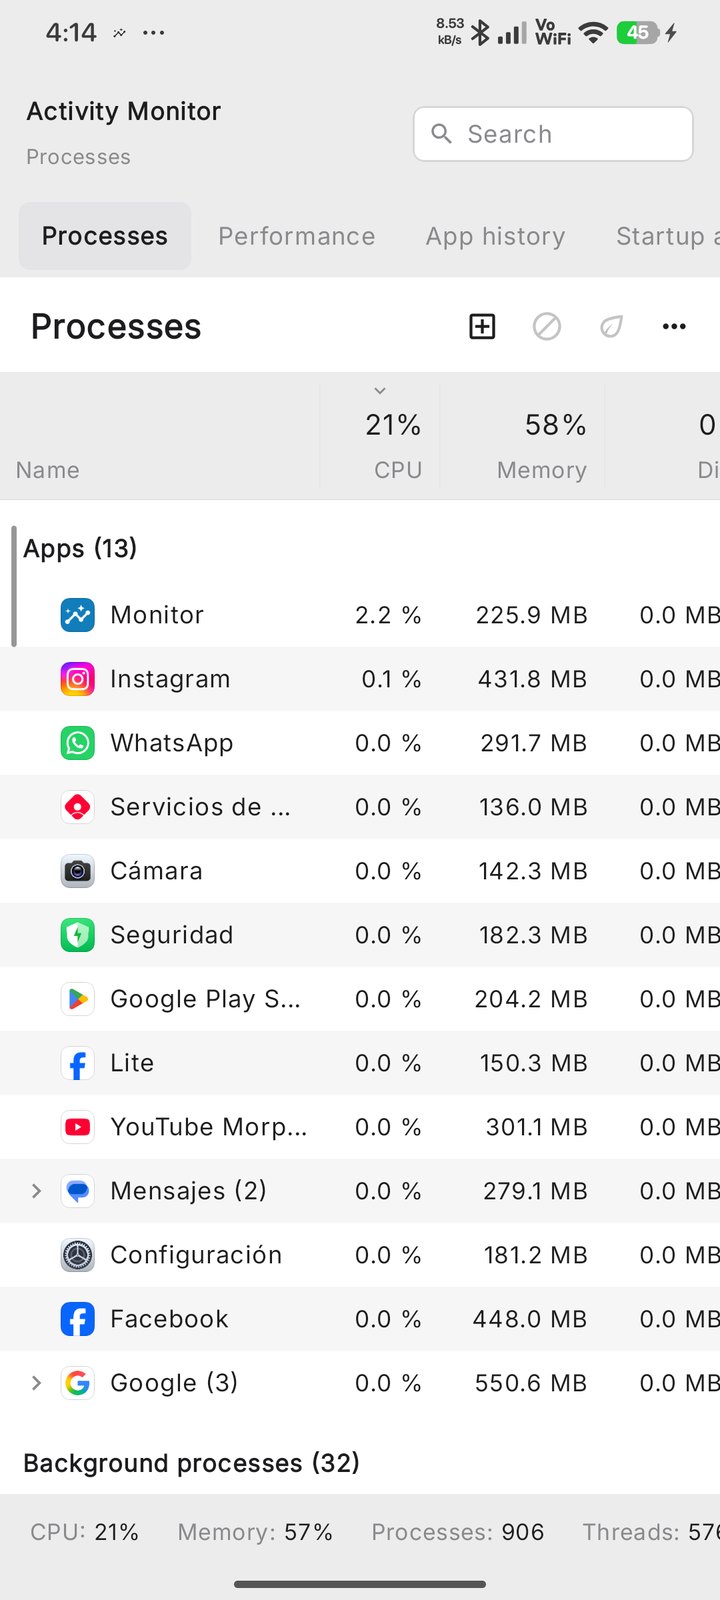 4:14 ...
8.53 kB/s Vo WiFi 45
Activity Monitor
Processes
Search
Processes Performance App history Startup a
Processes
21% 58% 0
Name CPU Memory Di
Apps (13)
Monitor 2.2 % 225.9 MB 0.0 MB
Instagram 0.1 % 431.8 MB 0.0 MB
WhatsApp 0.0 % 291.7 MB 0.0 MB
Servicios de ... 0.0 % 136.0 MB 0.0 MB
Cámara 0.0 % 142.3 MB 0.0 MB
Seguridad 0.0 % 182.3 MB 0.0 MB
Google Play S... 0.0 % 204.2 MB 0.0 MB
Lite 0.0 % 150.3 MB 0.0 MB
YouTube Morp... 0.0 % 301.1 MB 0.0 MB
Mensajes (2) 0.0 % 279.1 MB 0.0 MB
Configuración 0.0 % 181.2 MB 0.0 MB
Facebook 0.0 % 448.0 MB 0.0 MB
Google (3) 0.0 % 550.6 MB 0.0 MB
Background processes (32)
CPU: 21% Memory: 57% Processes: 906 Threads: 576